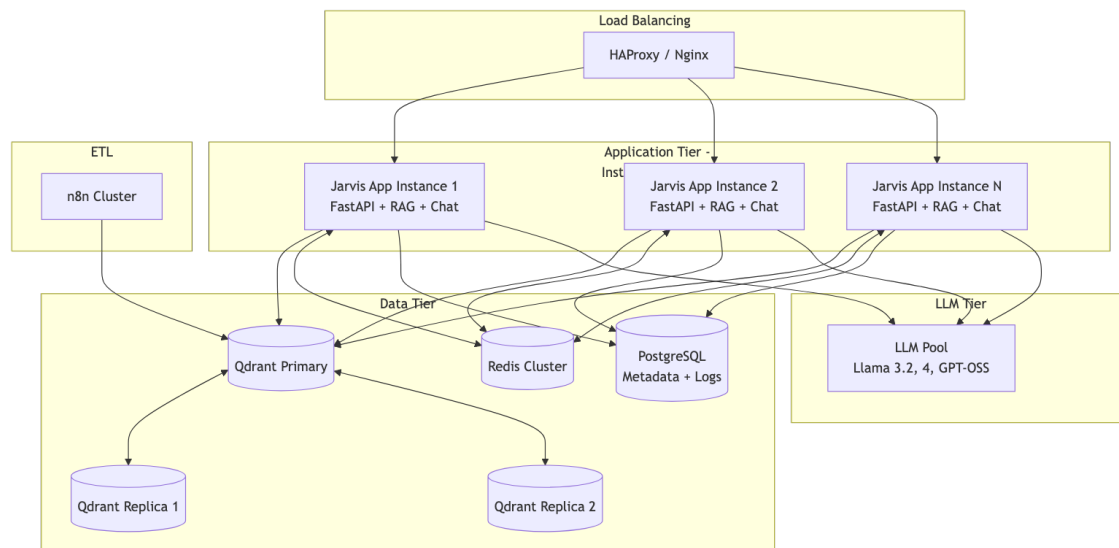 Load Balancing
HAProxy / Nginx
ETL
n8n Cluster
Application Tier -
Jarvis App Instance 1
FastAPI + RAG + Chat
Jarvis App Instance 2
FastAPI + RAG + Chat
Jarvis App Instance N
FastAPI + RAG + Chat
Data Tier
Qdrant Primary
Redis Cluster
PostgreSQL
Metadata + Logs
Qdrant Replica 1
Qdrant Replica 2
LLM Tier
LLM Pool
Llama 3.2, 4, GPT-OSS